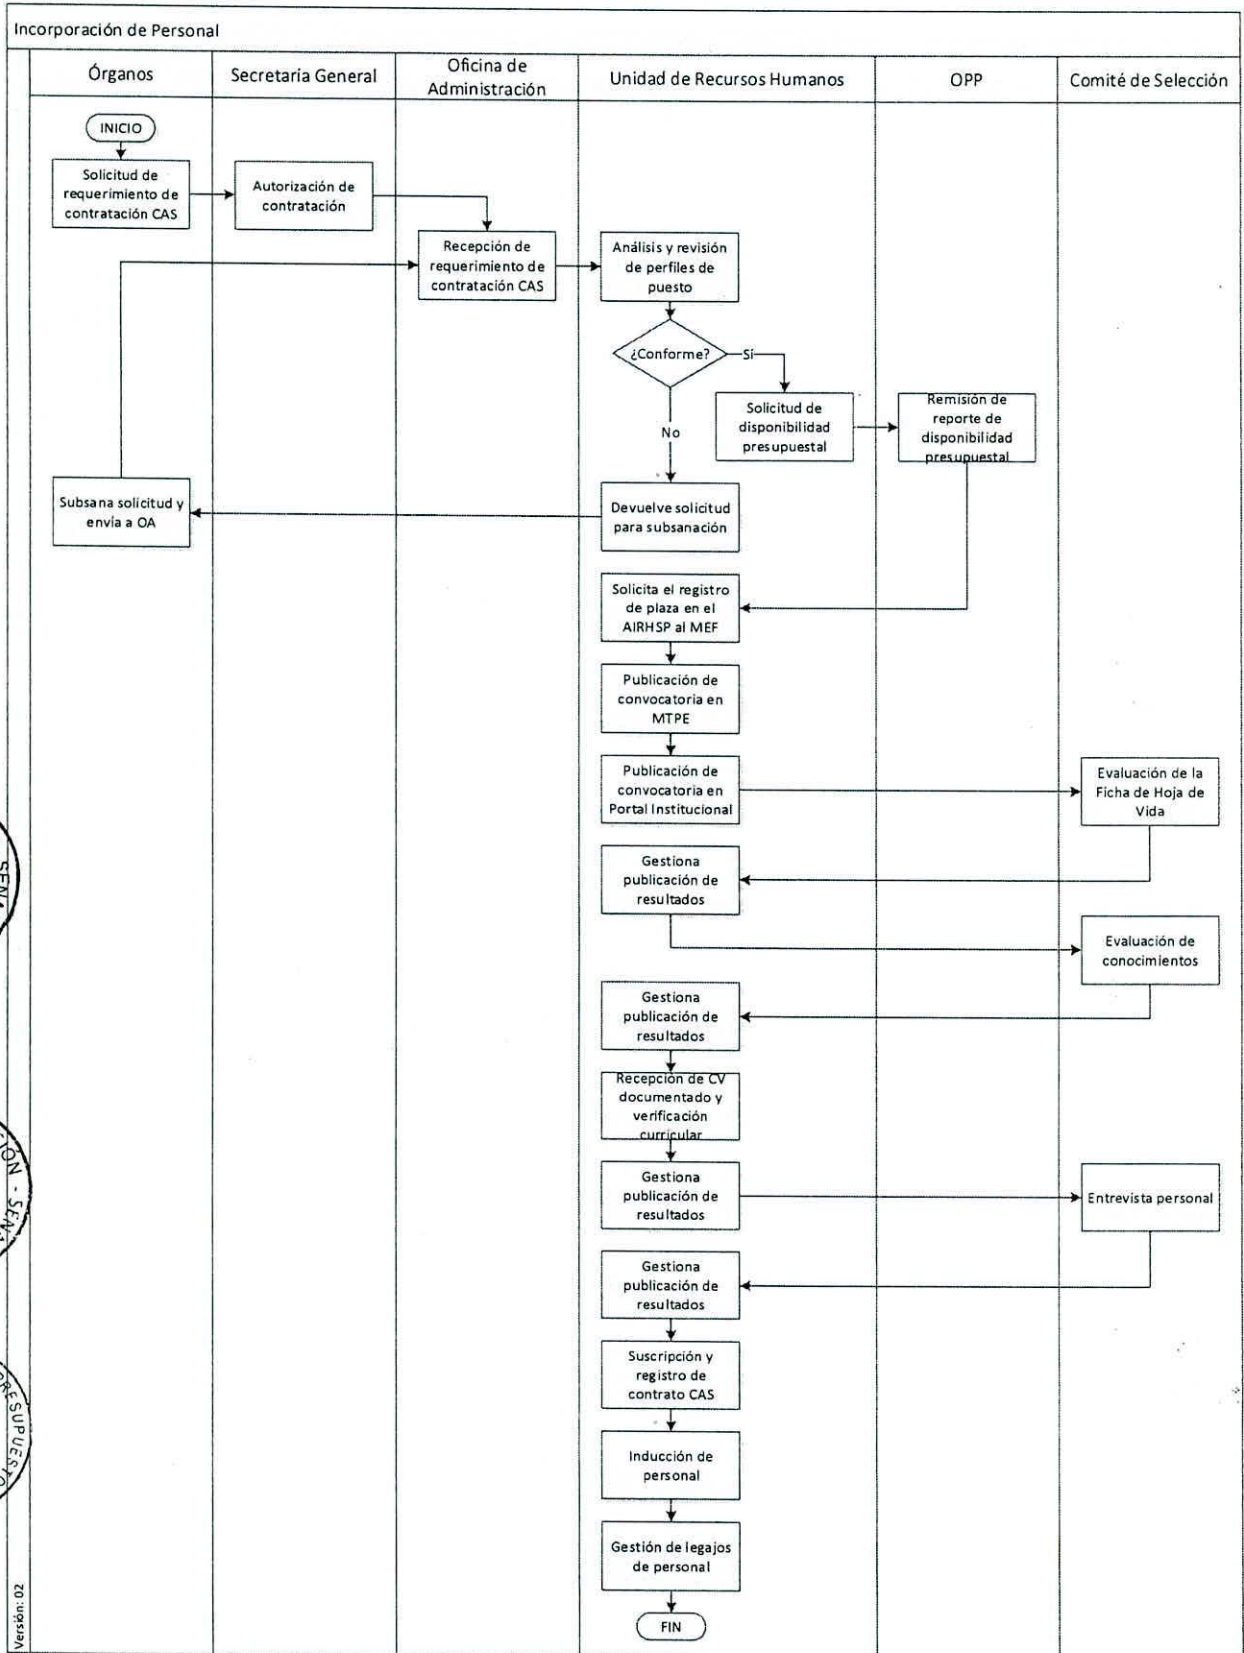 Incorporación de Personal
Órganos
Secretaría General
Oficina de
Administración
Unidad de Recursos Humanos
OPP
Comité de Selección
INICIO
Solicitud de
requerimiento de
contratación CAS
Autorización de
contratación
Recepción de
requerimiento de
contratación CAS
Análisis y revisión
de perfiles de
puesto
¿Conforme?
Sí
No
Solicitud de
disponibilidad
presupuestal
Remisión de
reporte de
disponibilidad
presupuestal
Subsana solicitud y
envía a OA
Devuelve solicitud
para subsanación
Solicita el registro
de plaza en el
AIRHSP al MEF
Publicación de
convocatoria en
MTPE
Publicación de
convocatoria en
Portal Institucional
Evaluación de la
Ficha de Hoja de
Vida
Gestiona
publicación de
resultados
Evaluación de
conocimientos
Gestiona
publicación de
resultados
Recepción de CV
documentado y
verificación
curricular
Gestiona
publicación de
resultados
Entrevista personal
Gestiona
publicación de
resultados
Suscripción y
registro de
contrato CAS
Inducción de
personal
Gestión de legajos
de personal
FIN
Versión: 02